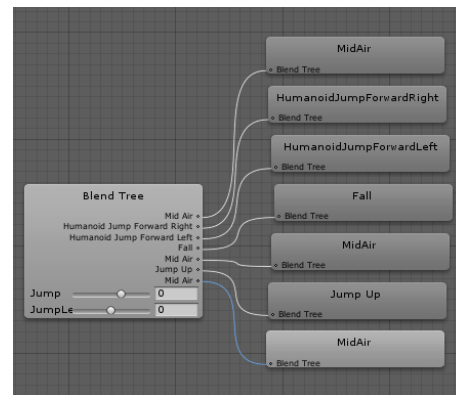 MidAir
Blend Tree
HumanoidJumpForwardRight
Blend Tree
HumanoidJumpForwardLeft
Blend Tree
Fall
Blend Tree
MidAir
Blend Tree
Jump Up
Blend Tree
MidAir
Blend Tree
Blend Tree
Mid Air
Humanoid Jump Forward Right
Humanoid Jump Forward Left
Fall
Mid Air
Jump Up
Mid Air
Jump 0
JumpLe 0